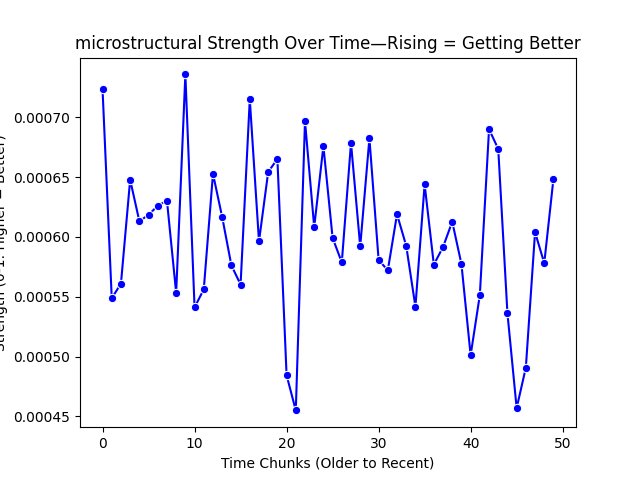 microstructural Strength Over Time—Rising = Getting Better
0.00070
0.00065
0.00060
0.00055
0.00050
0.00045
0 10 20 30 40 50
Time Chunks (Older to Recent)